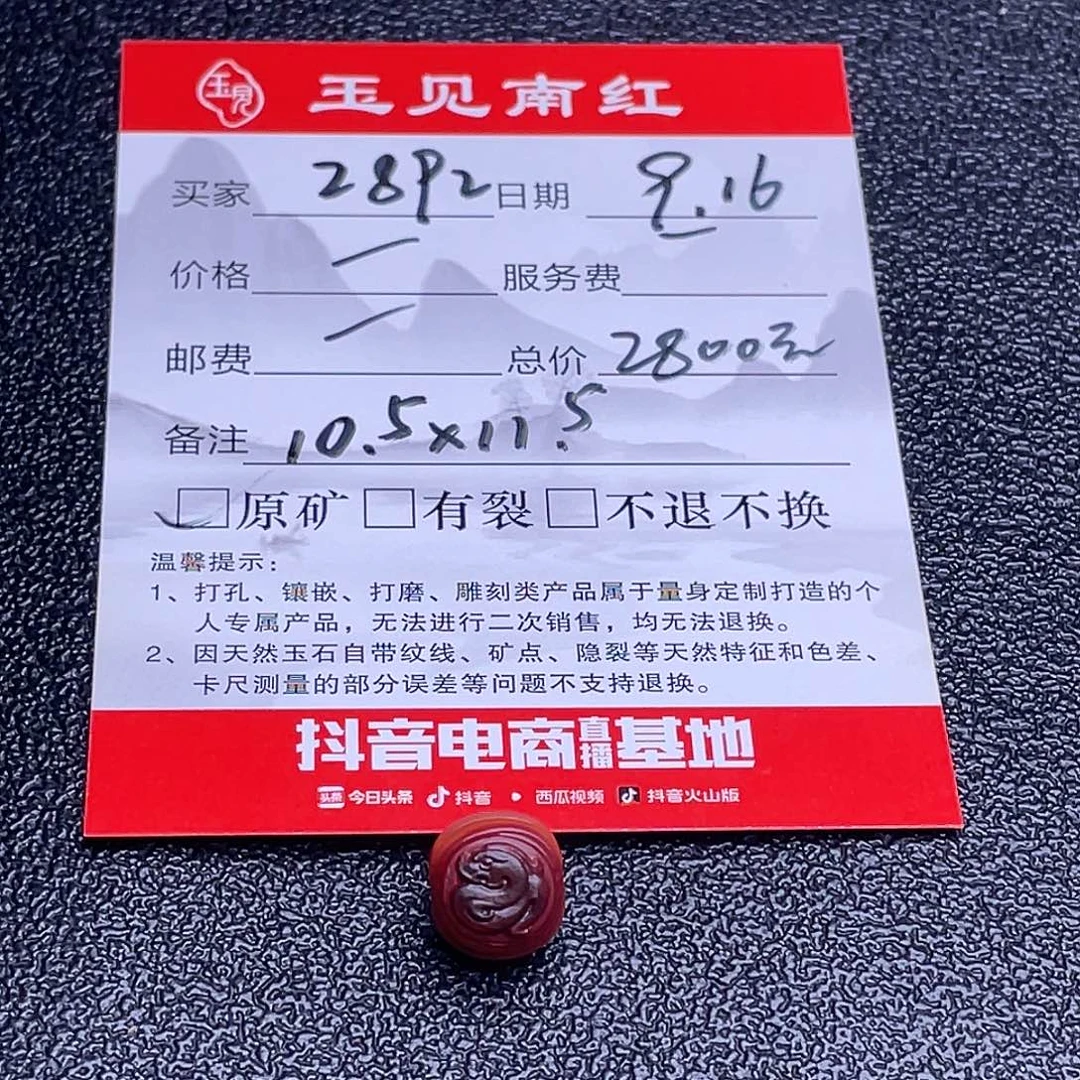 玉见 玉见南红
买家 2892 日期 9.16
价格 服务费
邮费 总价 2800元
备注 10.5x11.5
□原矿 □有裂 □不退不换
温馨提示：
1、打孔、镶嵌、打磨、雕刻类产品属于量身定制打造的个
人专属产品，无法进行二次销售，均无法退换。
2、因天然玉石自带纹线、矿点、隐裂等天然特征和色差、
卡尺测量的部分误差等问题不支持退换。
抖音电商直播基地
头条 今日头条 抖音 • 西瓜视频 抖音火山版